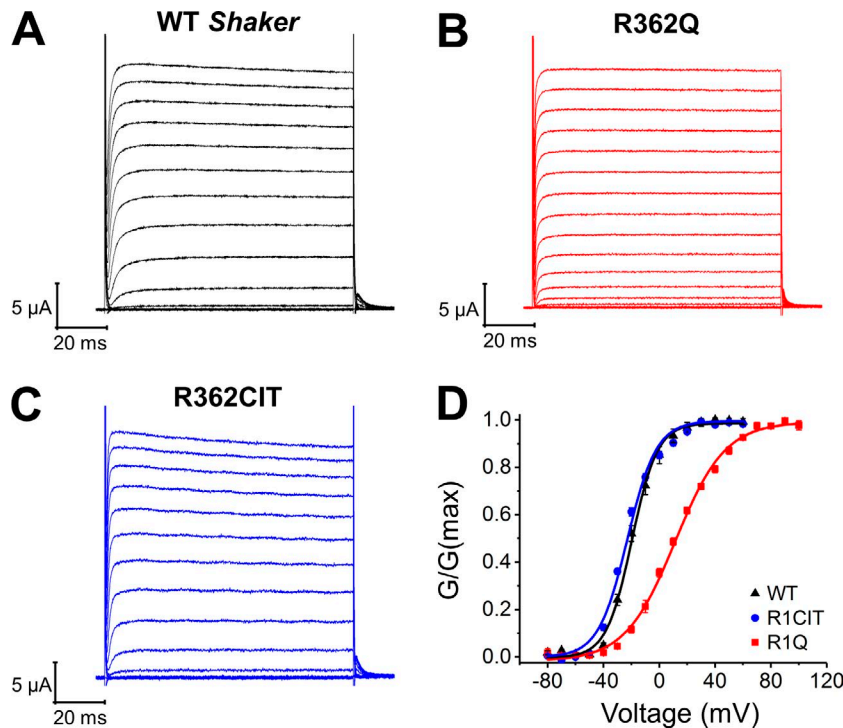 A
WT Shaker
5 µA
20 ms
B
R362Q
5 µA
20 ms
C
R362CIT
5 µA
20 ms
D
G/G(max)
1.0
0.8
0.6
0.4
0.2
0.0
WT
R1CIT
R1Q
-80 -40 0 40 80 120
Voltage (mV)